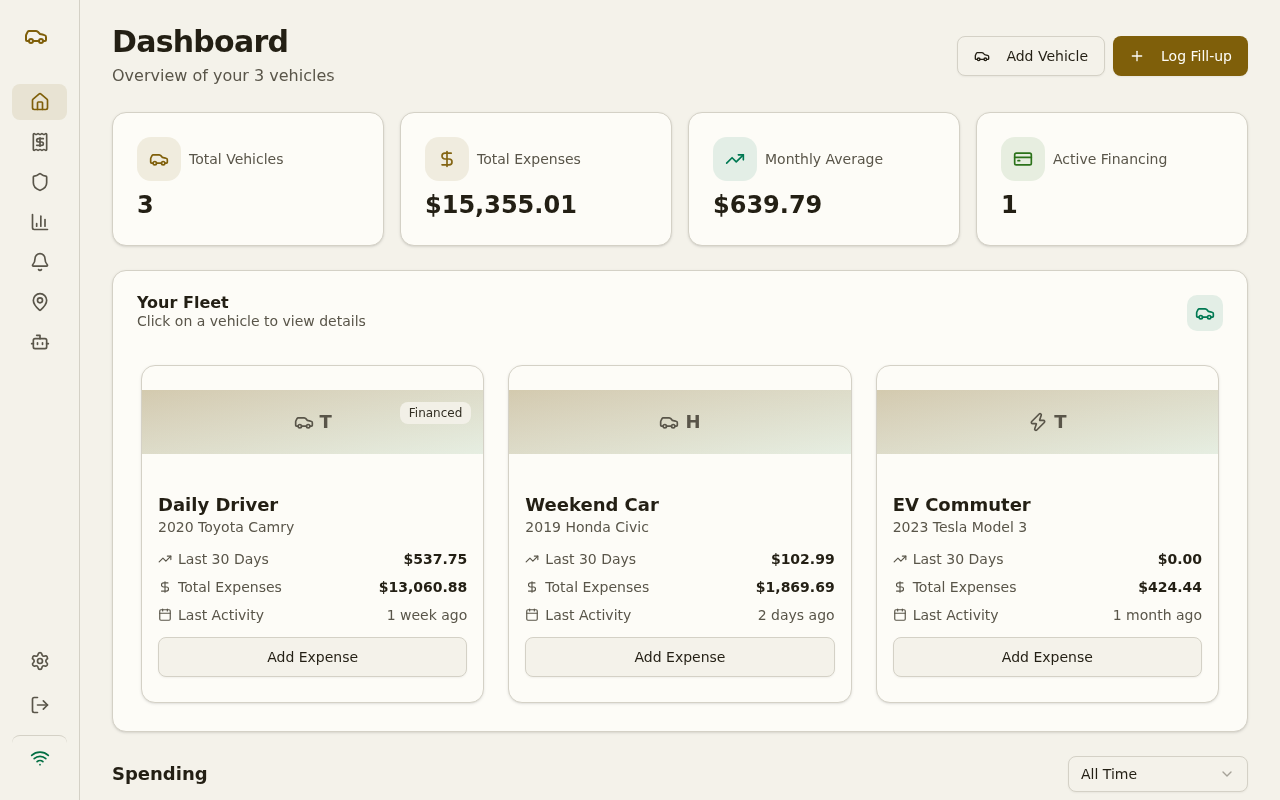 Dashboard
Overview of your 3 vehicles
Add Vehicle
Log Fill-up
Total Vehicles
3
Total Expenses
$15,355.01
Monthly Average
$639.79
Active Financing
1
Your Fleet
Click on a vehicle to view details
T
Financed
Daily Driver
2020 Toyota Camry
Last 30 Days $537.75
Total Expenses $13,060.88
Last Activity 1 week ago
Add Expense
H
Weekend Car
2019 Honda Civic
Last 30 Days $102.99
Total Expenses $1,869.69
Last Activity 2 days ago
Add Expense
T
EV Commuter
2023 Tesla Model 3
Last 30 Days $0.00
Total Expenses $424.44
Last Activity 1 month ago
Add Expense
Spending
All Time